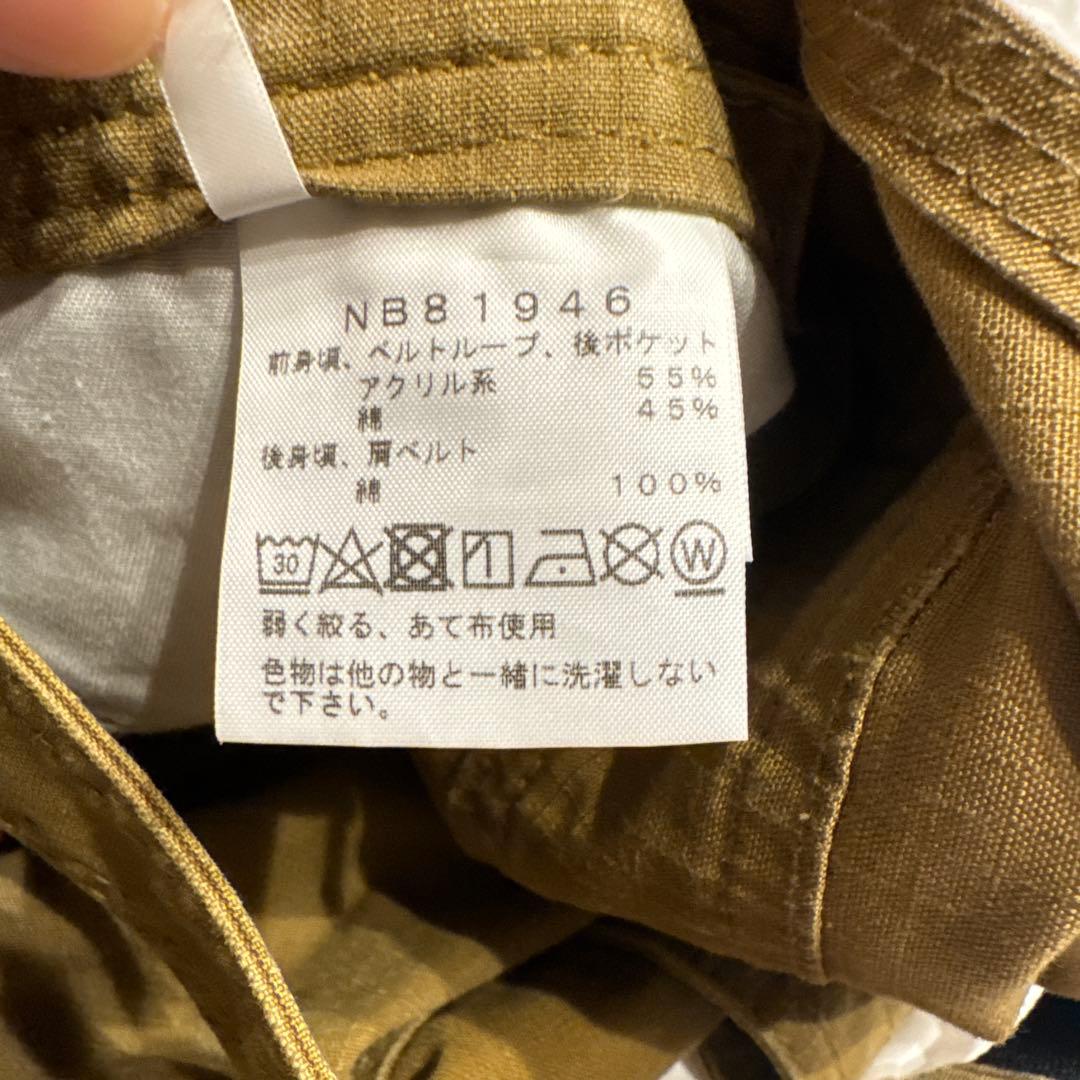 NB81946
前身頃、ベルトループ、後ポケット
アクリル系 55%
綿 45%
後身頃、肩ベルト
綿 100%
30 W
弱く絞る、あて布使用
色物は他の物と一緒に洗濯しない
で下さい。